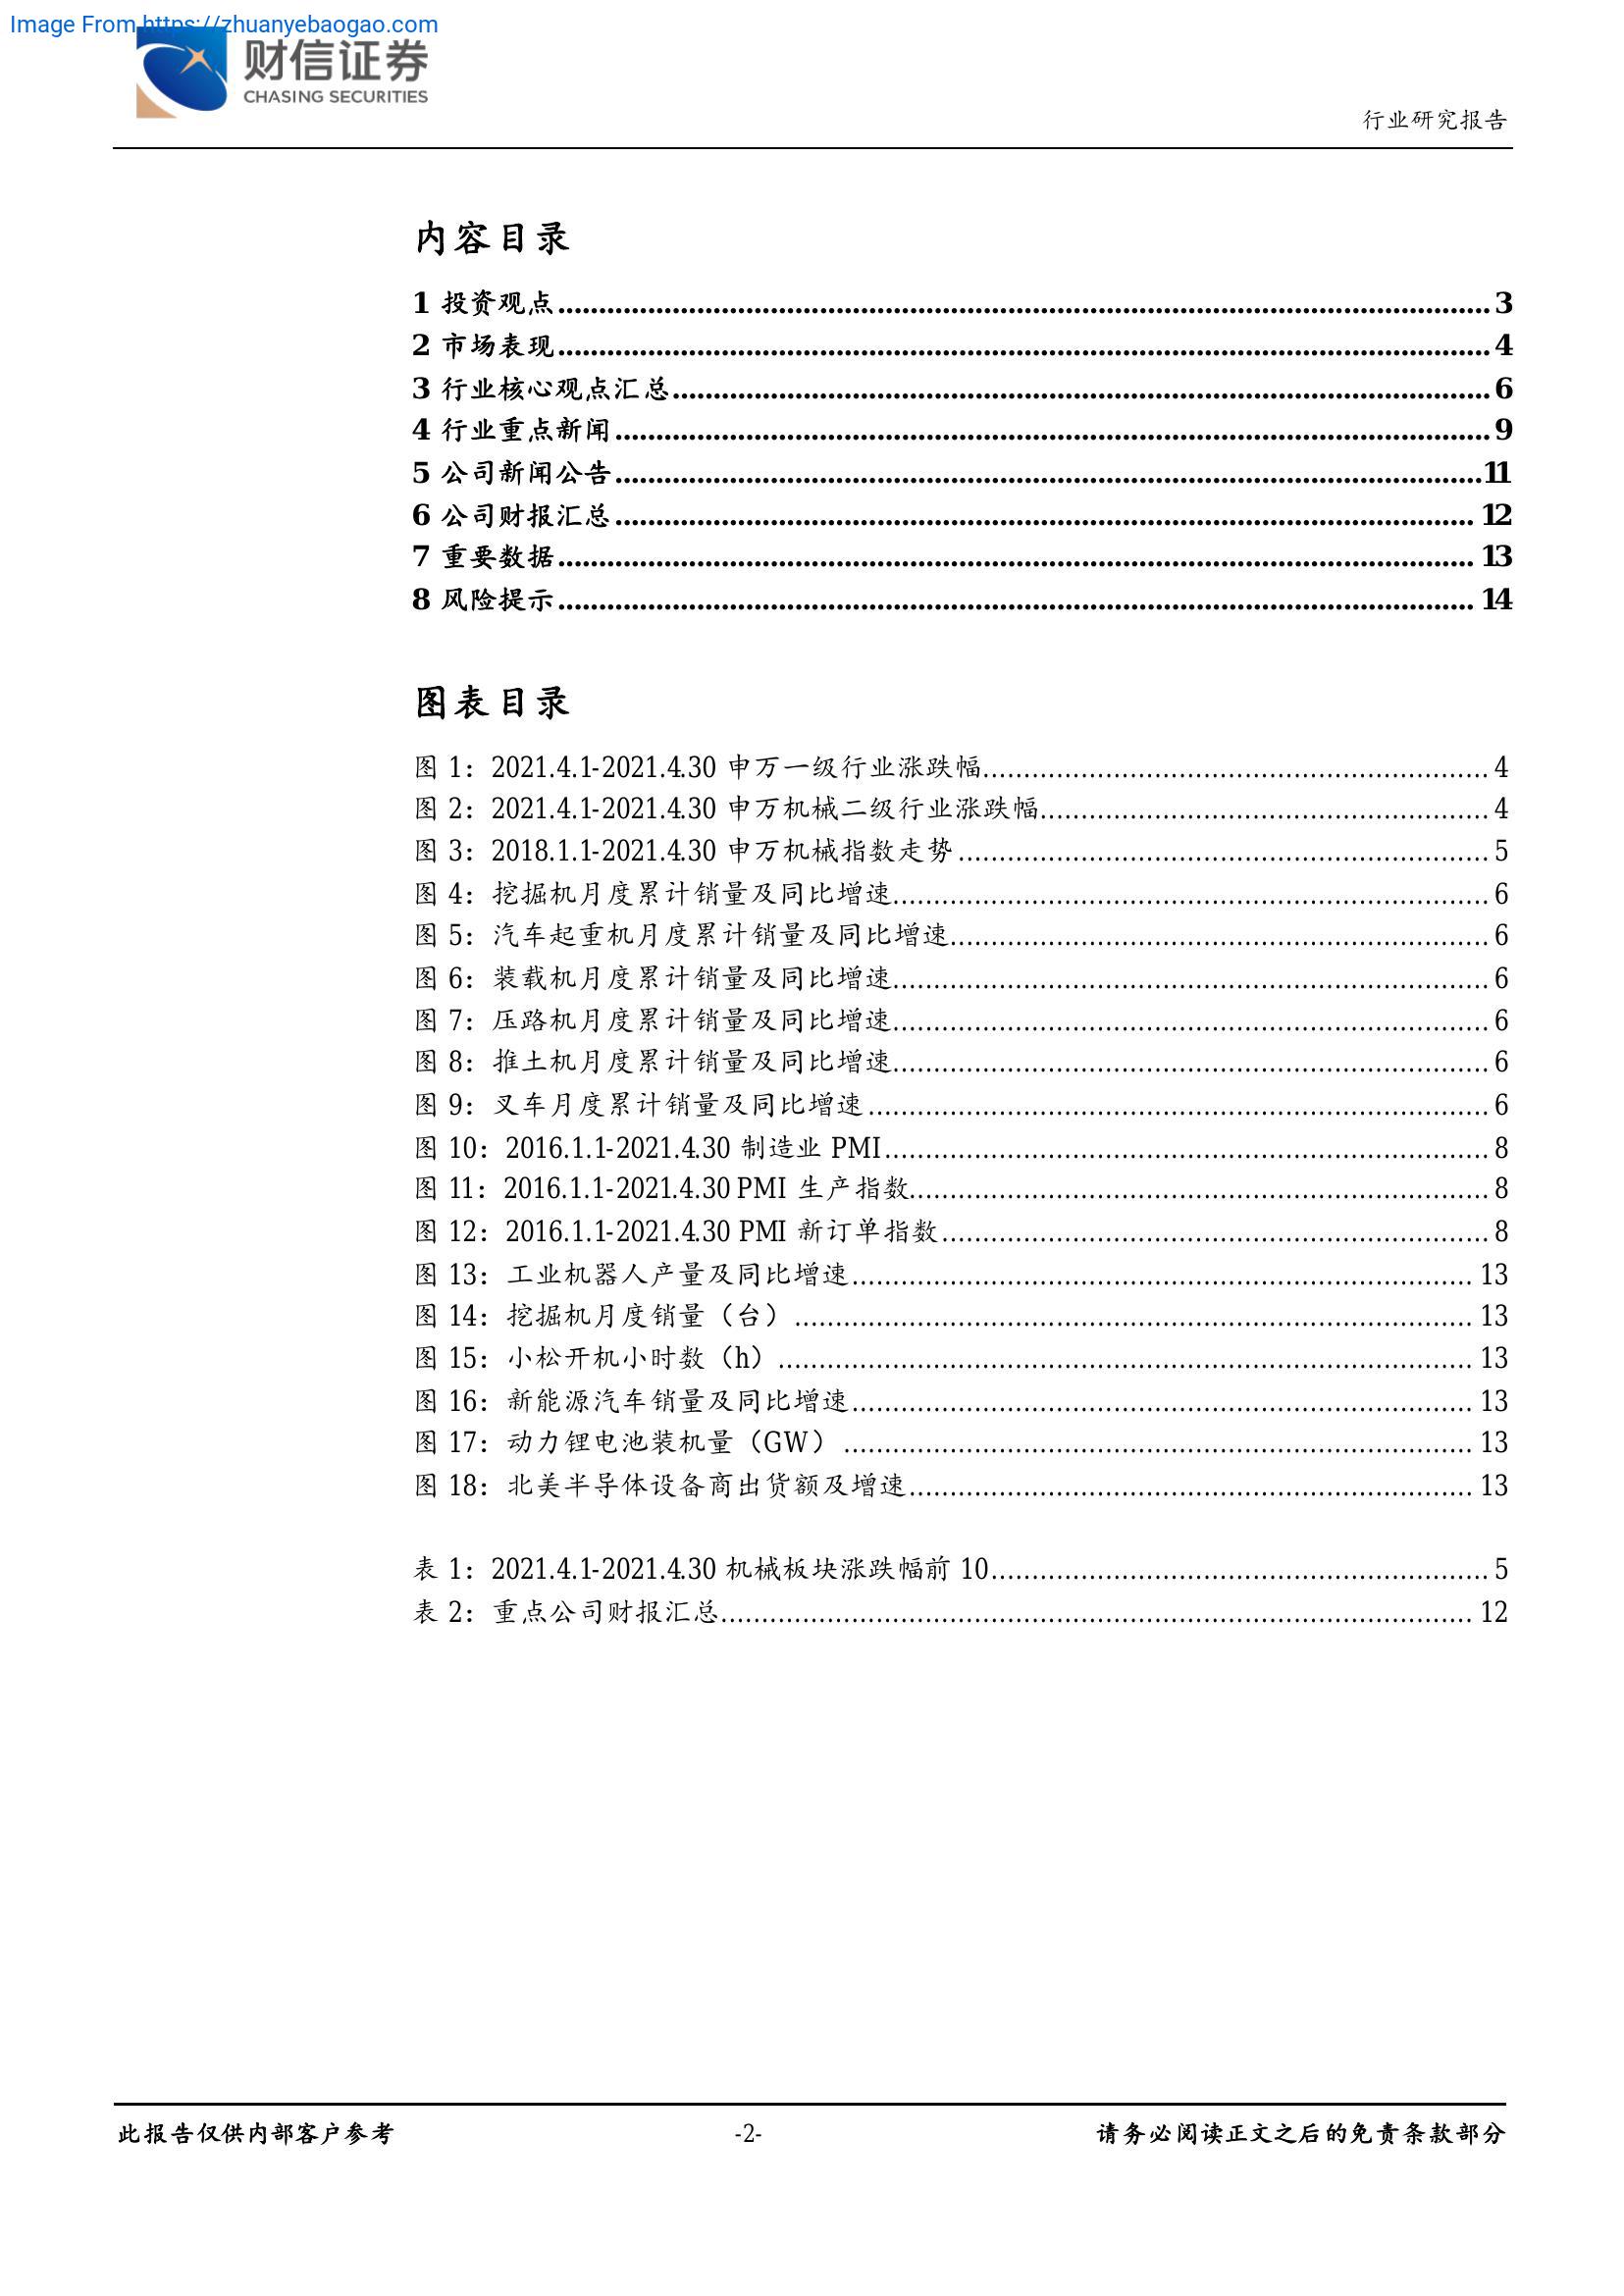 Image From https://zhuanyebaogao.com
财信证券
CHASING SECURITIES
行业研究报告
内容目录
1 投资观点........................................ 3
2 市场表现........................................ 4
3 行业核心观点汇总........................................ 6
4 行业重点新闻........................................ 9
5 公司新闻公告........................................ 11
6 公司财报汇总........................................ 12
7 重要数据........................................ 13
8 风险提示........................................ 14
图表目录
图 1：2021.4.1-2021.4.30 申万一级行业涨跌幅........................................ 4
图 2：2021.4.1-2021.4.30 申万机械二级行业涨跌幅........................................ 4
图 3：2018.1.1-2021.4.30 申万机械指数走势........................................ 5
图 4：挖掘机月度累计销量及同比增速........................................ 6
图 5：汽车起重机月度累计销量及同比增速........................................ 6
图 6：装载机月度累计销量及同比增速........................................ 6
图 7：压路机月度累计销量及同比增速........................................ 6
图 8：推土机月度累计销量及同比增速........................................ 6
图 9：叉车月度累计销量及同比增速........................................ 6
图 10：2016.1.1-2021.4.30 制造业 PMI........................................ 8
图 11：2016.1.1-2021.4.30 PMI 生产指数........................................ 8
图 12：2016.1.1-2021.4.30 PMI 新订单指数........................................ 8
图 13：工业机器人产量及同比增速........................................ 13
图 14：挖掘机月度销量（台）........................................ 13
图 15：小松开机小时数（h）........................................ 13
图 16：新能源汽车销量及同比增速........................................ 13
图 17：动力锂电池装机量（GW）........................................ 13
图 18：北美半导体设备商出货额及增速........................................ 13
表 1：2021.4.1-2021.4.30 机械板块涨跌幅前 10........................................ 5
表 2：重点公司财报汇总........................................ 12
此报告仅供内部客户参考
-2-
请务必阅读正文之后的免责条款部分